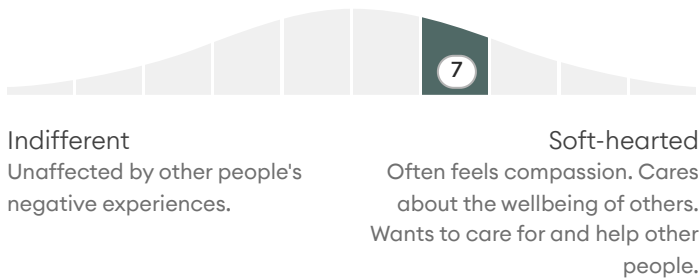 7
Indifferent
Unaffected by other people's
negative experiences.
Soft-hearted
Often feels compassion. Cares
about the wellbeing of others.
Wants to care for and help other
people.